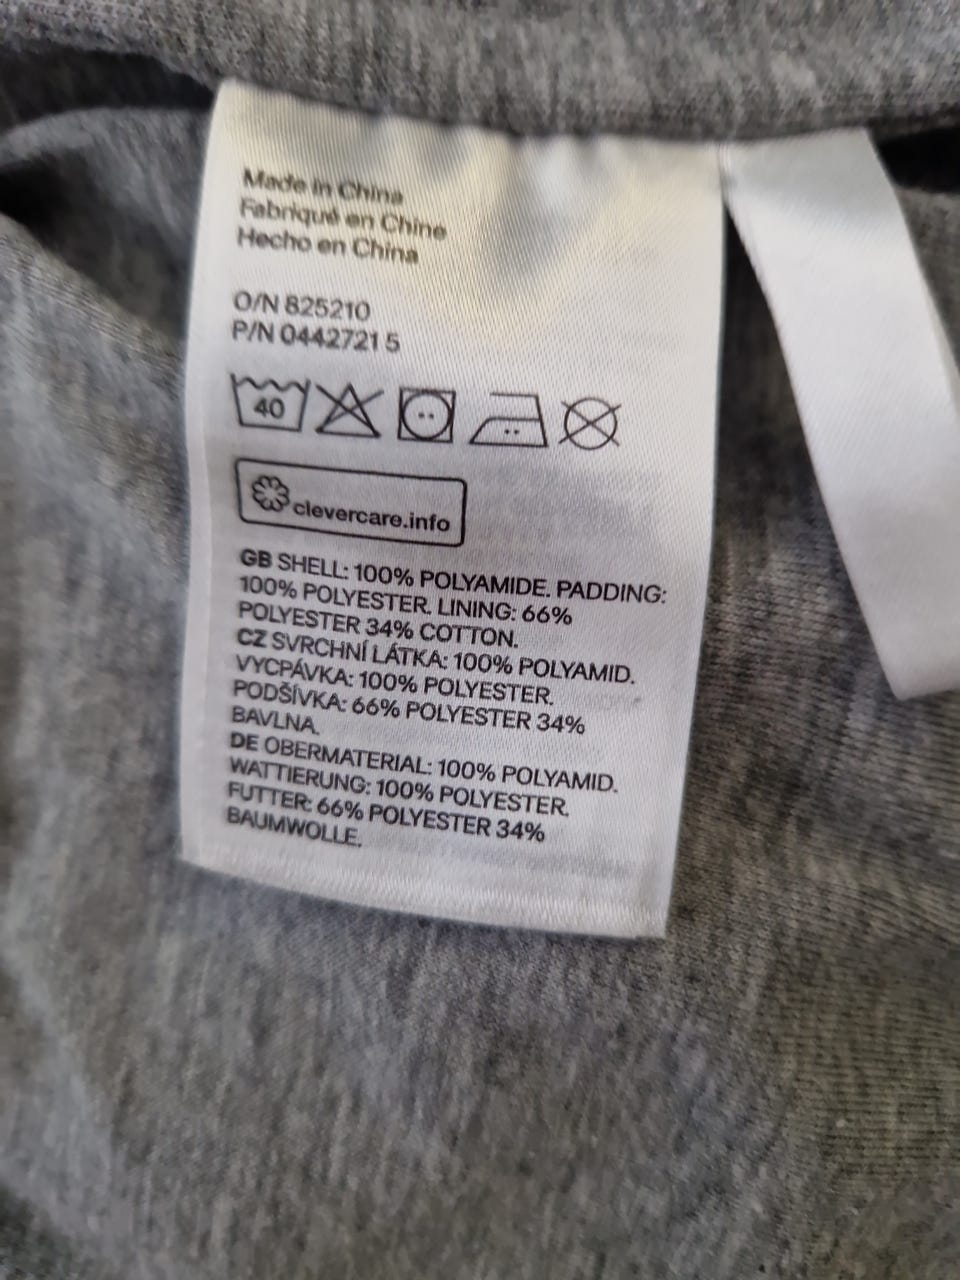 Made in China
Fabriqué en Chine
Hecho en China
O/N 825210
P/N 0442721 5
40
clevercare.info
GB SHELL: 100% POLYAMIDE. PADDING:
100% POLYESTER. LINING: 66%
POLYESTER 34% COTTON.
CZ SVRCHNÍ LÁTKA: 100% POLYAMID.
VYCPÁVKA: 100% POLYESTER.
PODŠÍVKA: 66% POLYESTER 34%
BAVLNA.
DE OBERMATERIAL: 100% POLYAMID.
WATTIERUNG: 100% POLYESTER.
FUTTER: 66% POLYESTER 34%
BAUMWOLLE.